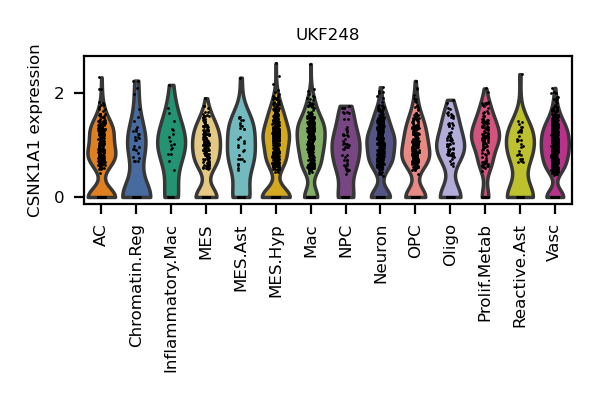 UKF248
CSNK1A1 expression
2
0
AC
Chromatin.Reg
Inflammatory.Mac
MES
MES.Ast
MES.Hyp
Mac
NPC
Neuron
OPC
Oligo
Prolif.Metab
Reactive.Ast
Vasc